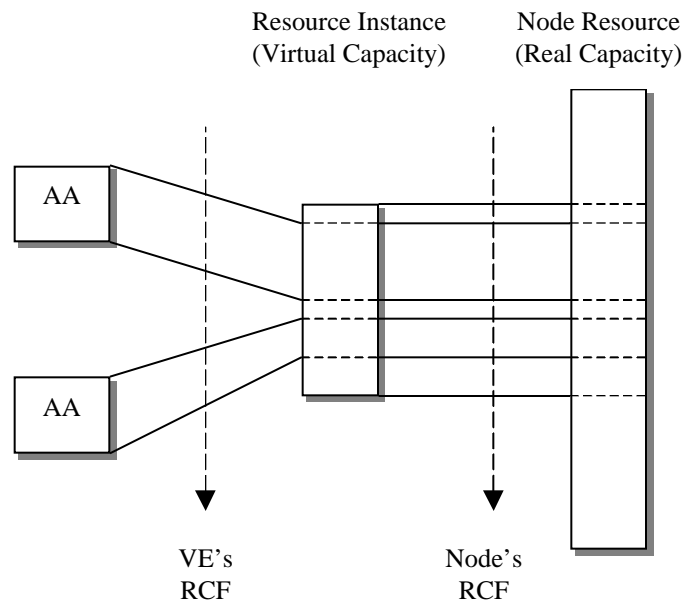 Resource Instance
(Virtual Capacity)
Node Resource
(Real Capacity)
AA
AA
VE's
RCF
Node's
RCF